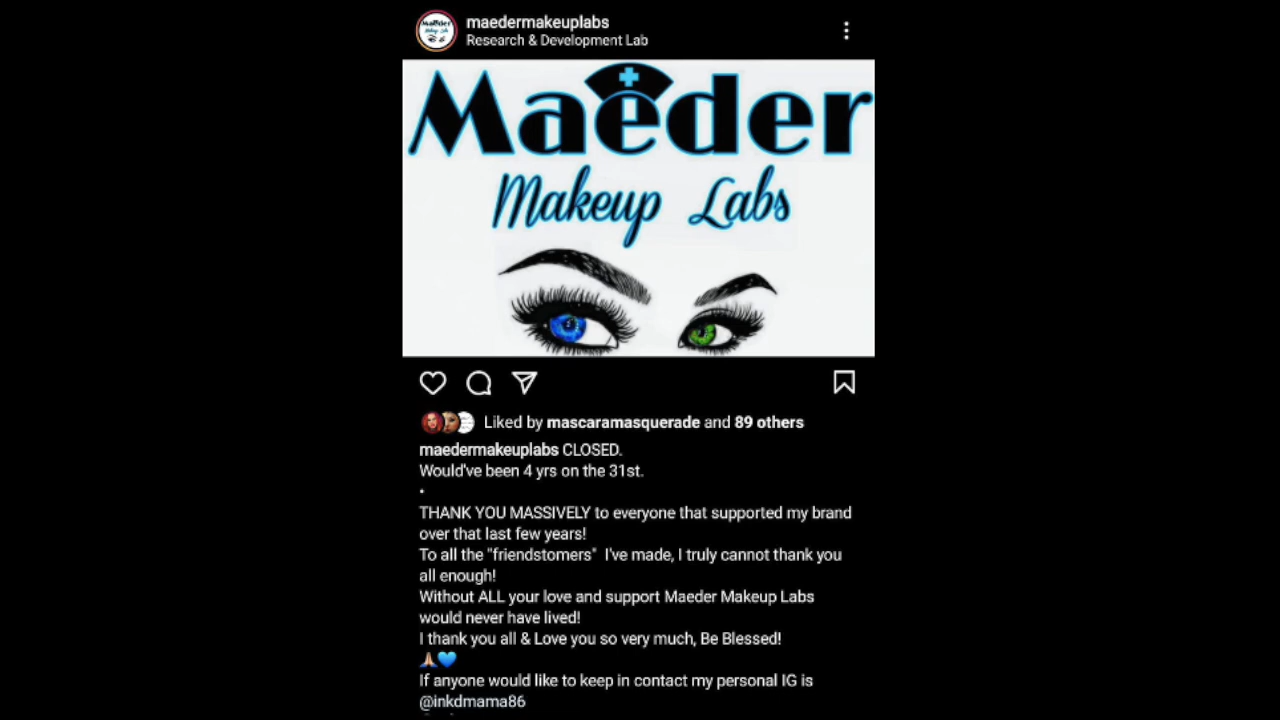 maedermakeuplabs
Research & Development Lab
Maeder
Makeup Labs
Liked by mascaramasquerade and 89 others
maedermakeuplabs CLOSED.
Would've been 4 yrs on the 31st.
•
THANK YOU MASSIVELY to everyone that supported my brand
over that last few years!
To all the "friendstomers" I've made, I truly cannot thank you
all enough!
Without ALL your love and support Maeder Makeup Labs
would never have lived!
I thank you all & Love you so very much, Be Blessed!
🙏🏼💙
If anyone would like to keep in contact my personal IG is
@inkdmama86